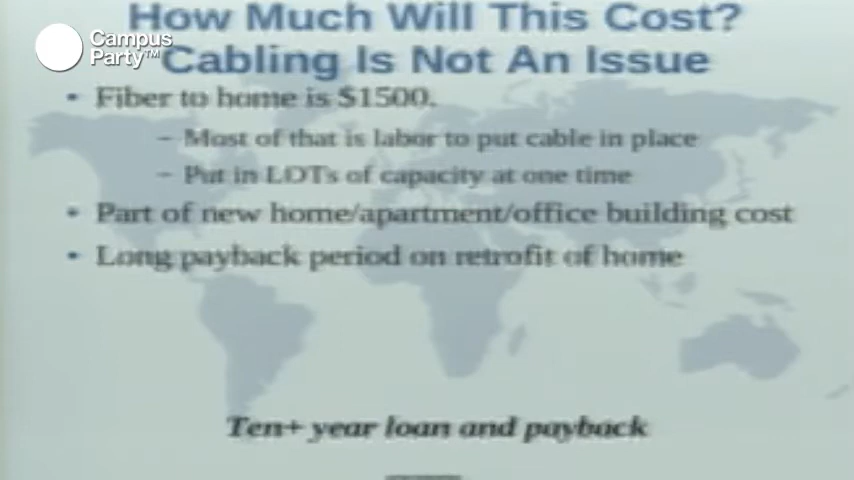 How Much Will This Cost?
Campus
Party™
Cabling Is Not An Issue
• Fiber to home is $1500.
– Most of that is labor to put cable in place
– Put in LOTs of capacity at one time
• Part of new home/apartment/office building cost
• Long payback period on retrofit of home
Ten+ year loan and payback